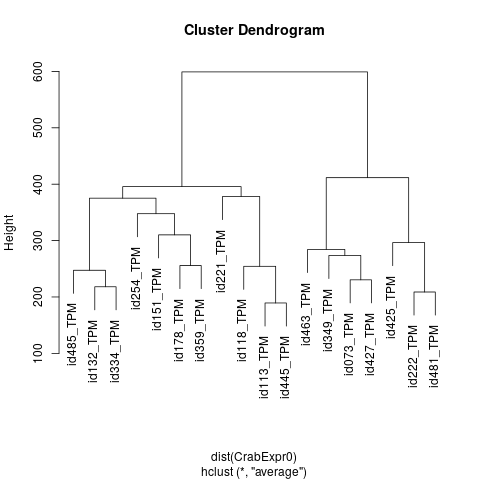 Cluster Dendrogram
Height
600
500
400
300
200
100
id485_TPM
id132_TPM
id334_TPM
id254_TPM
id151_TPM
id178_TPM
id359_TPM
id221_TPM
id118_TPM
id113_TPM
id445_TPM
id463_TPM
id349_TPM
id073_TPM
id427_TPM
id425_TPM
id222_TPM
id481_TPM
dist(CrabExpr0)
hclust (*, "average")